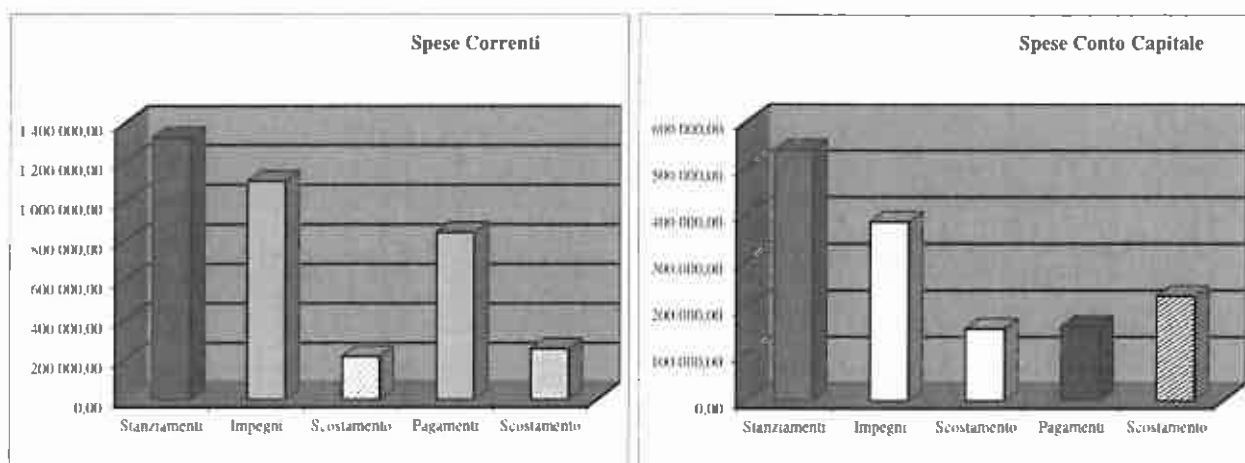 Spese Correnti
1 400 000,00
1 200 000,00
1 000 000,00
800 000,00
600 000,00
400 000,00
200 000,00
0,00
Stanziamenti Impegni Scostamento Pagamenti Scostamento
Spese Conto Capitale
600 000,00
500 000,00
400 000,00
300 000,00
200 000,00
100 000,00
0,00
Stanziamenti Impegni Scostamento Pagamenti Scostamento